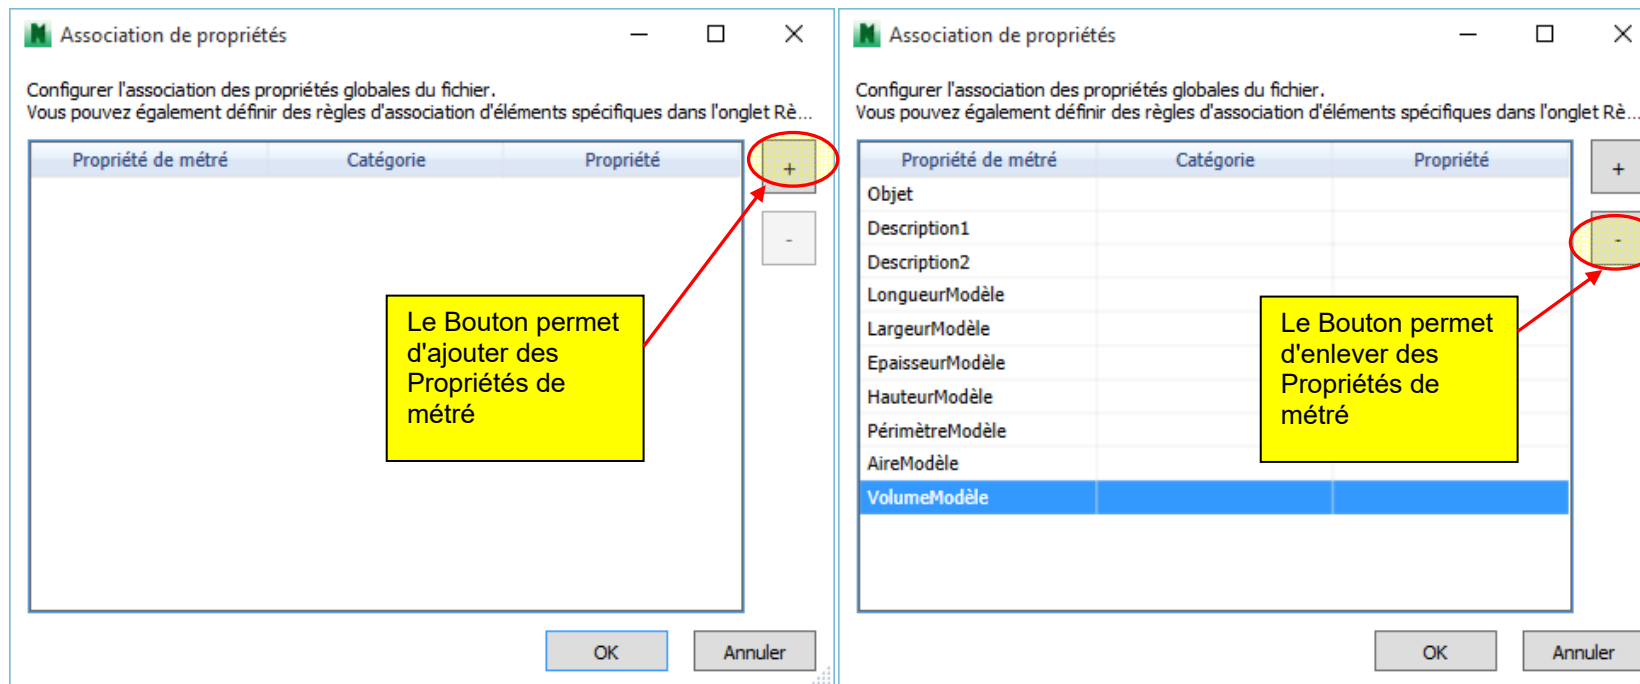 Association de propriétés
Configurer l'association des propriétés globales du fichier.
Vous pouvez également définir des règles d'association d'éléments spécifiques dans l'onglet Rè...
Propriété de métré Catégorie Propriété
+
-
Le Bouton permet
d'ajouter des
Propriétés de
métré
OK Annuler
Association de propriétés
Configurer l'association des propriétés globales du fichier.
Vous pouvez également définir des règles d'association d'éléments spécifiques dans l'onglet Rè...
Propriété de métré Catégorie Propriété
+
-
Objet
Description1
Description2
LongueurModèle
LargeurModèle
EpaisseurModèle
HauteurModèle
PérimètreModèle
AireModèle
VolumeModèle
Le Bouton permet
d'enlever des
Propriétés de
métré
OK Annuler